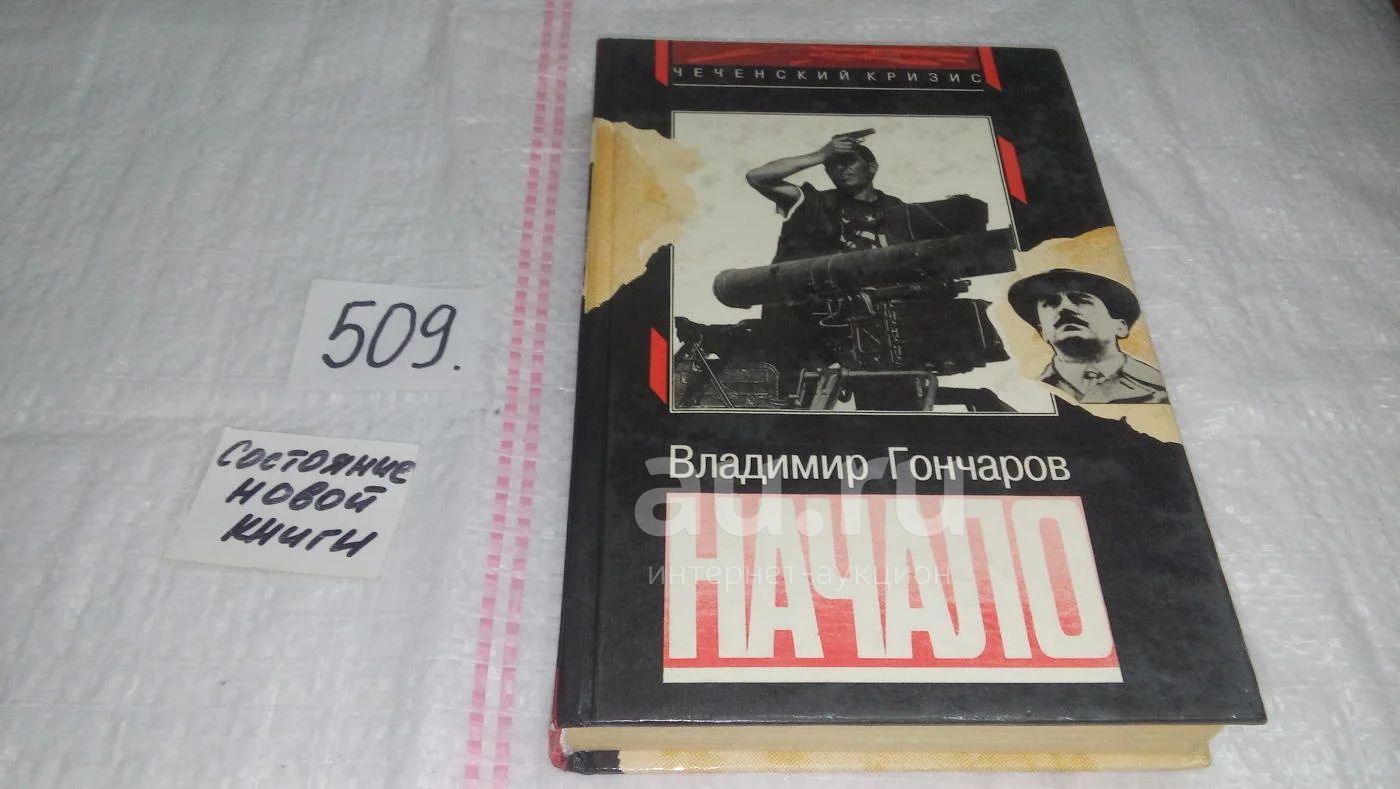 ЧЕЧЕНСКИЙ КРИЗИС
509.
Состояние
новой
книги
Владимир Гончаров
au.ru
НАЧАЛО
интернет-аукцион